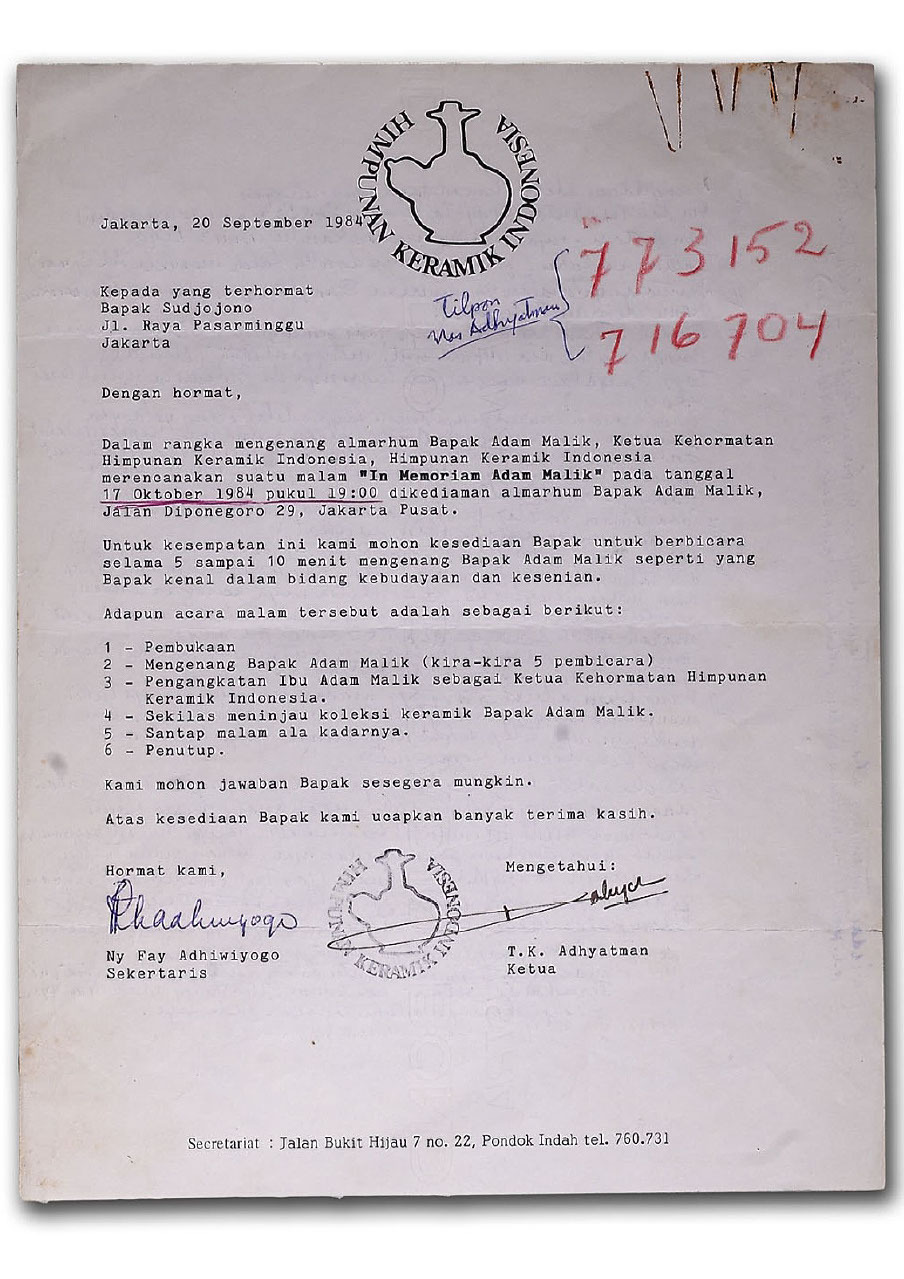 HIMPUNAN KERAMIK INDONESIA
Jakarta, 20 September 1984
773152
Tilpon
Mas Adhyatman
716704
Kepada yang terhormat
Bapak Sudjojono
Jl. Raya Pasarminggu
Jakarta
Dengan hormat,
Dalam rangka mengenang almarhum Bapak Adam Malik, Ketua Kehormatan
Himpunan Keramik Indonesia, Himpunan Keramik Indonesia
merencanakan suatu malam "In Memoriam Adam Malik" pada tanggal
17 Oktober 1984 pukul 19:00 dikediaman almarhum Bapak Adam Malik,
Jalan Diponegoro 29, Jakarta Pusat.
Untuk kesempatan ini kami mohon kesediaan Bapak untuk berbicara
selama 5 sampai 10 menit mengenang Bapak Adam Malik seperti yang
Bapak kenal dalam bidang kebudayaan dan kesenian.
Adapun acara malam tersebut adalah sebagai berikut:
1 - Pembukaan
2 - Mengenang Bapak Adam Malik (kira-kira 5 pembicara)
3 - Pengangkatan Ibu Adam Malik sebagai Ketua Kehormatan Himpunan
Keramik Indonesia.
4 - Sekilas meninjau koleksi keramik Bapak Adam Malik.
5 - Santap malam ala kadarnya.
6 - Penutup.
Kami mohon jawaban Bapak sesegera mungkin.
Atas kesediaan Bapak kami ucapkan banyak terima kasih.
Hormat kami,
Mengetahui:
HIMPUNAN KERAMIK INDONESIA
Ny Fay Adhiwiyogo
Sekertaris
T.K. Adhyatman
Ketua
Secretariat : Jalan Bukit Hijau 7 no. 22, Pondok Indah tel. 760.731